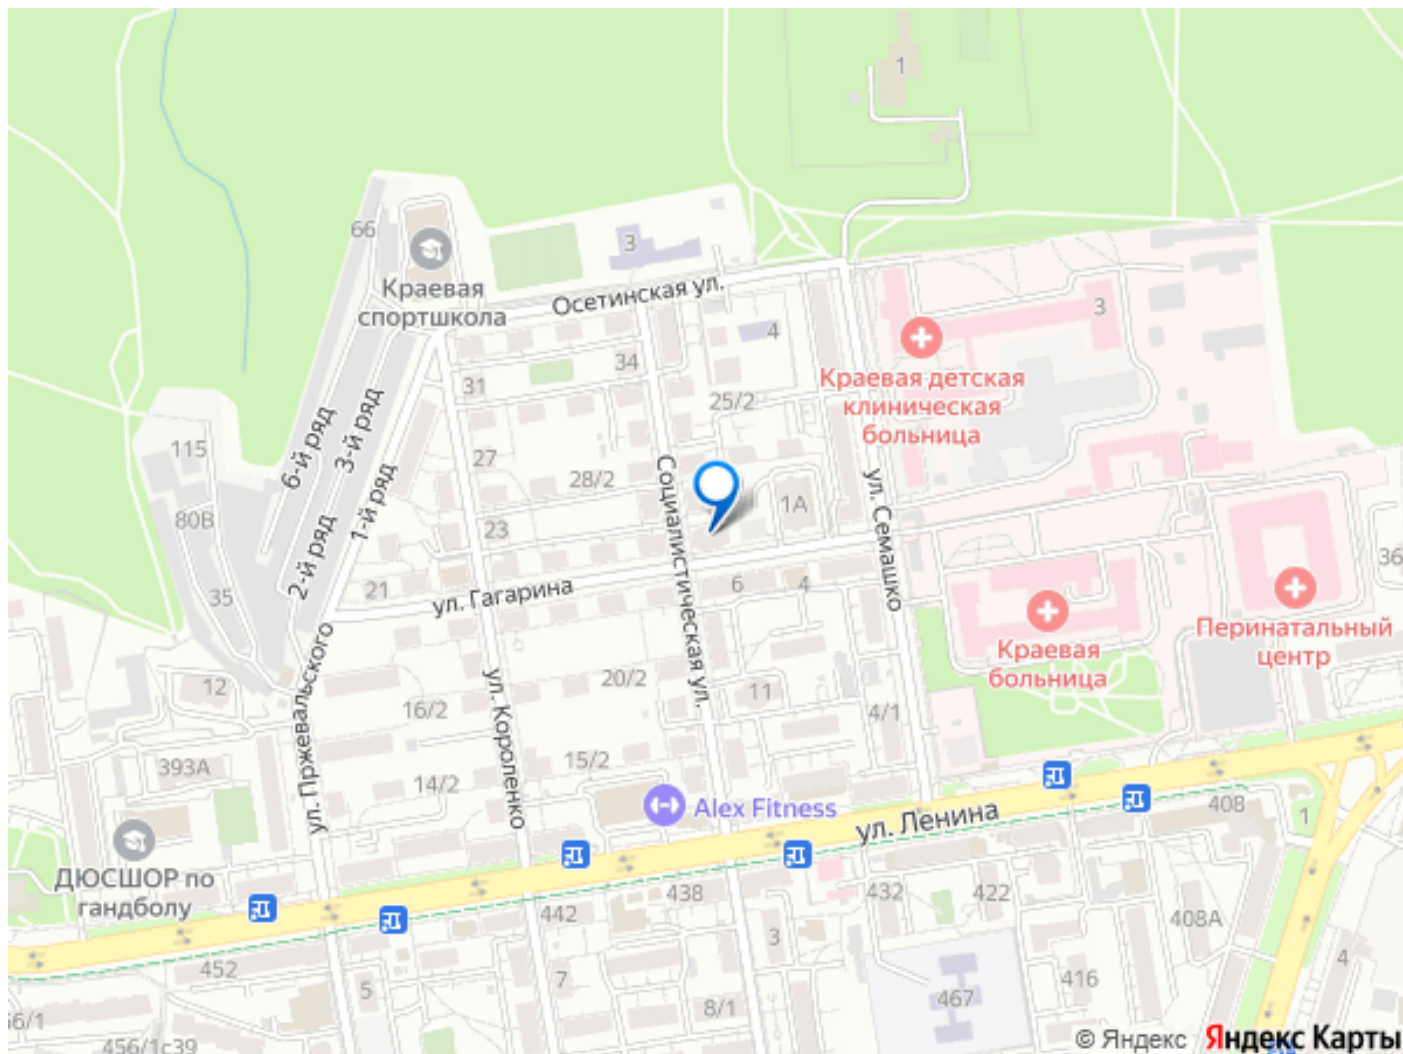 1
66
3
Краевая
спортшкола
Осетинская ул.
4
3
34
31
25/2
Краевая детская
клиническая
больница
6-й ряд
3-й ряд
1-й ряд
2-й ряд
115
80В
35
27
28/2
23
Социалистическая ул.
1А
ул. Семашко
21
ул. Гагарина
6
4
36
Краевая
больница
Перинатальный
центр
ул. Пржевальского
12
16/2
ул. Короленко
20/2
11
4/1
393А
14/2
15/2
Alex Fitness
ул. Ленина
408
1
ДЮСШОР по
гандболу
438
442
432
422
408А
452
5
7
3
8/1
467
416
4
56/1
456/1с39
© Яндекс Яндекс Карты